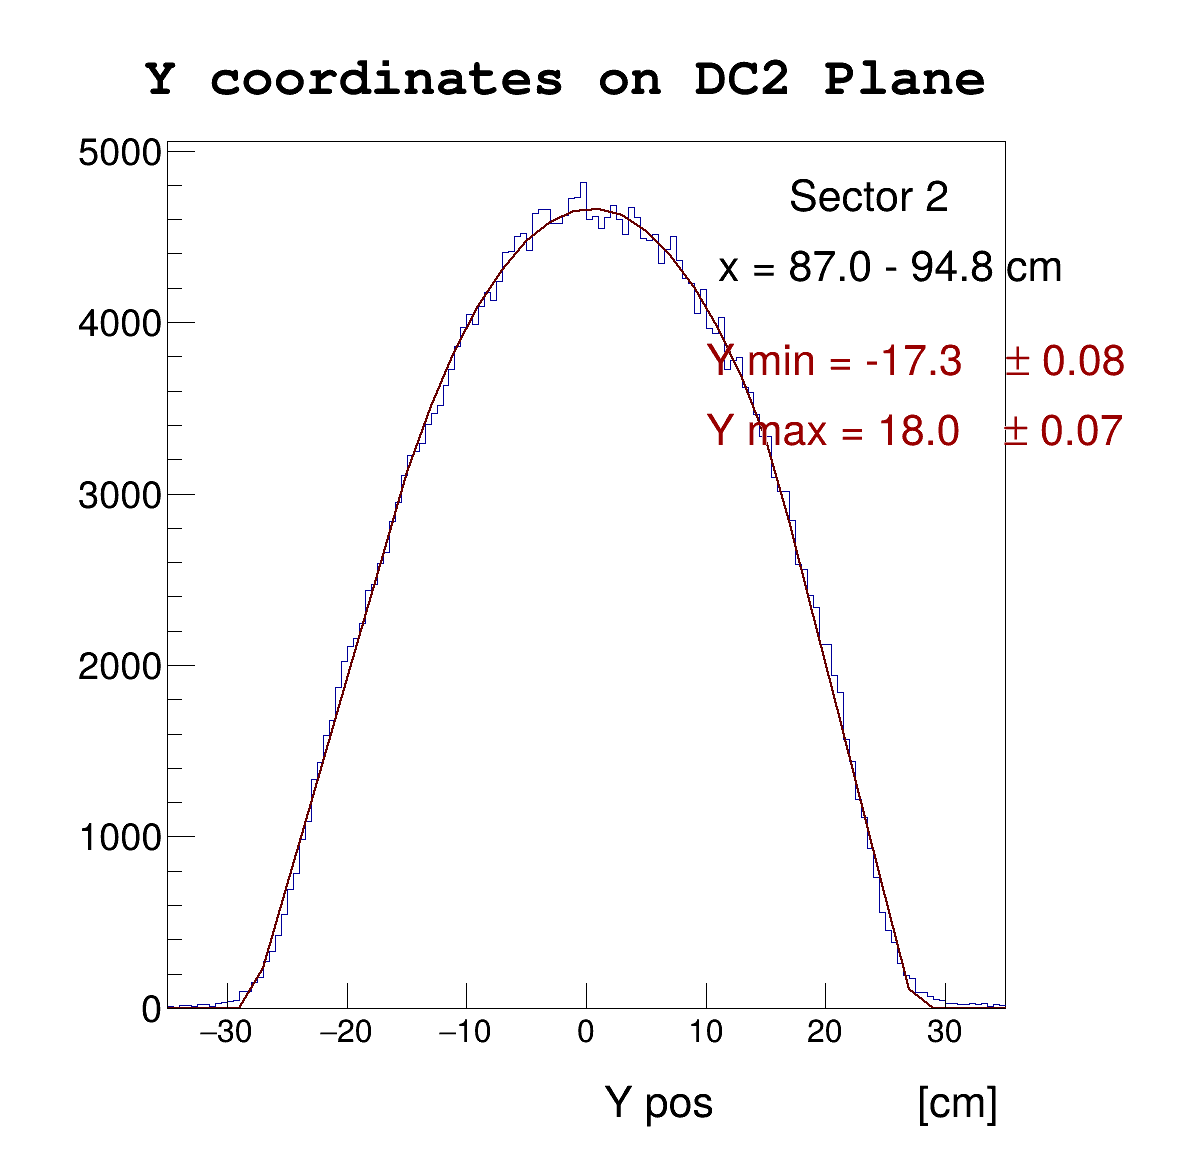 Y coordinates on DC2 Plane
5000
4000
3000
2000
1000
0
Sector 2
x = 87.0 - 94.8 cm
Y min = -17.3 ± 0.08
Y max = 18.0 ± 0.07
−30 −20 −10 0 10 20 30
Y pos [cm]